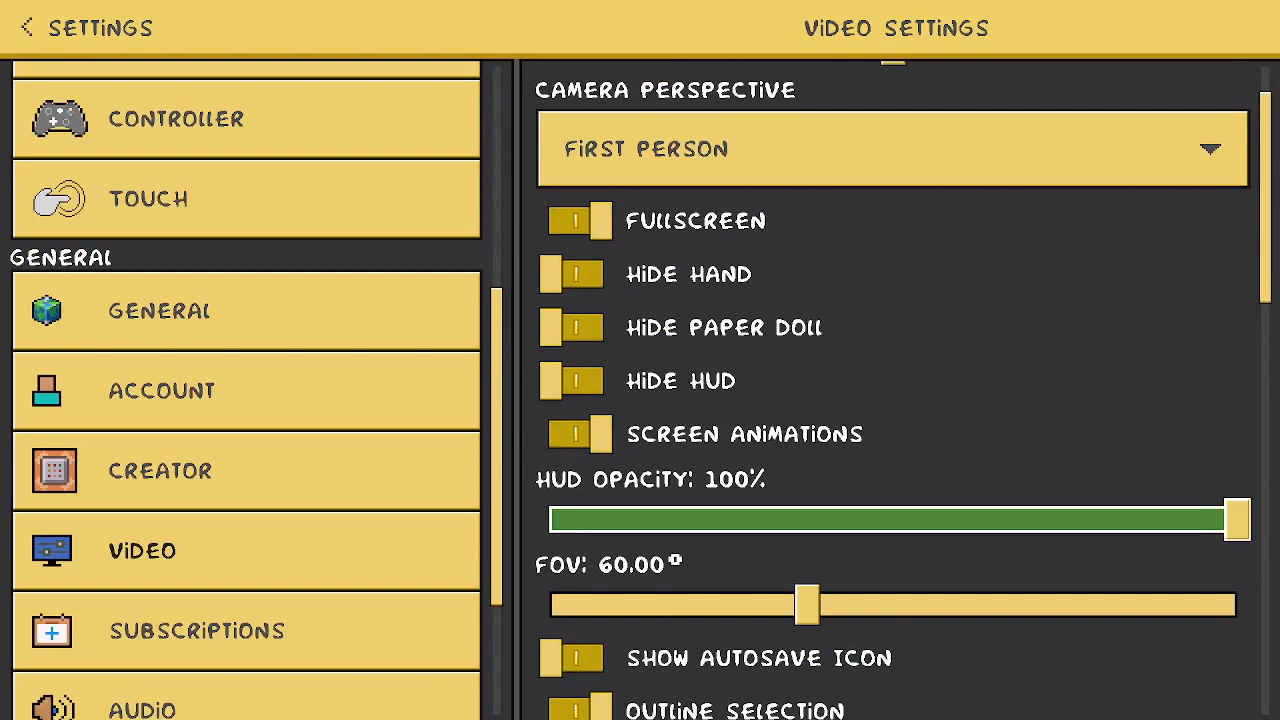 SETTINGS
VIDEO SETTINGS
CONTROLLER
TOUCH
GENERAL
GENERAL
ACCOUNT
CREATOR
VIDEO
SUBSCRIPTIONS
AUDIO
CAMERA PERSPECTIVE
FIRST PERSON
FULLSCREEN
HIDE HAND
HIDE PAPER DOLL
HIDE HUD
SCREEN ANIMATIONS
HUD OPACITY: 100%
FOV: 60.00°
SHOW AUTOSAVE ICON
OUTLINE SELECTION